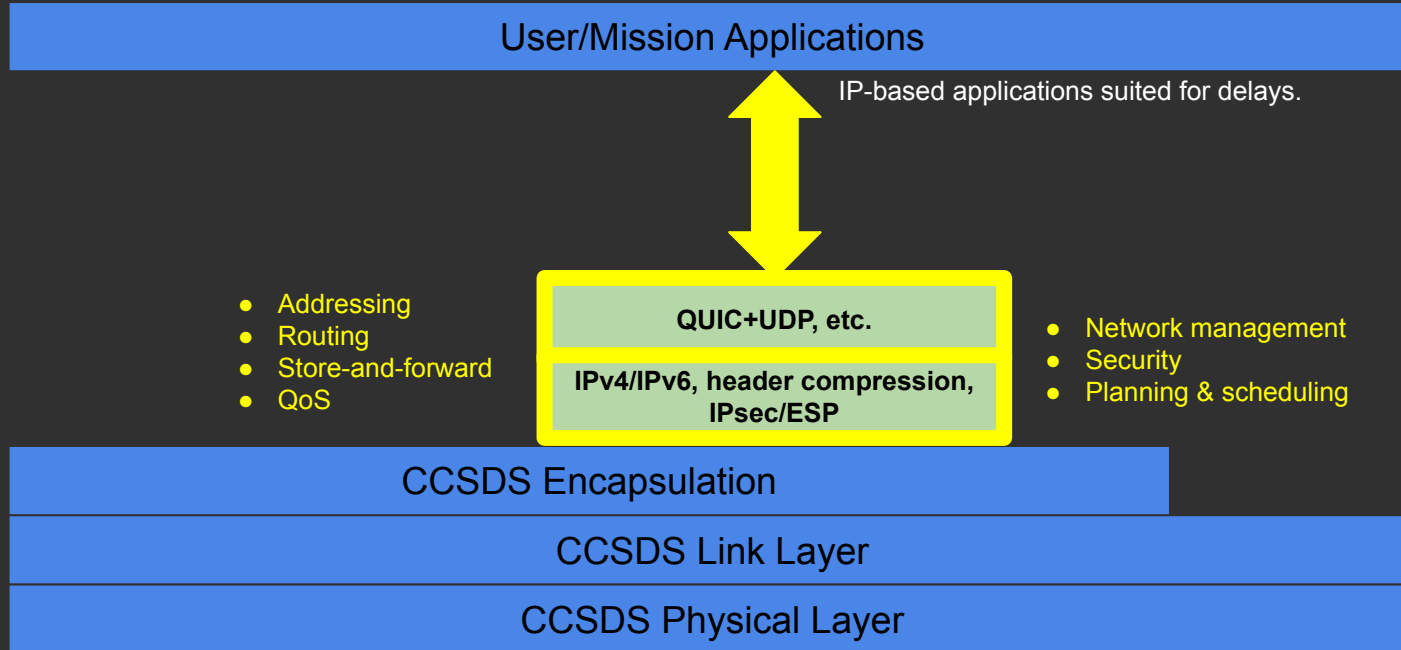 User/Mission Applications
IP-based applications suited for delays.
● Addressing
● Routing
● Store-and-forward
● QoS
QUIC+UDP, etc.
IPv4/IPv6, header compression,
IPsec/ESP
● Network management
● Security
● Planning & scheduling
CCSDS Encapsulation
CCSDS Link Layer
CCSDS Physical Layer